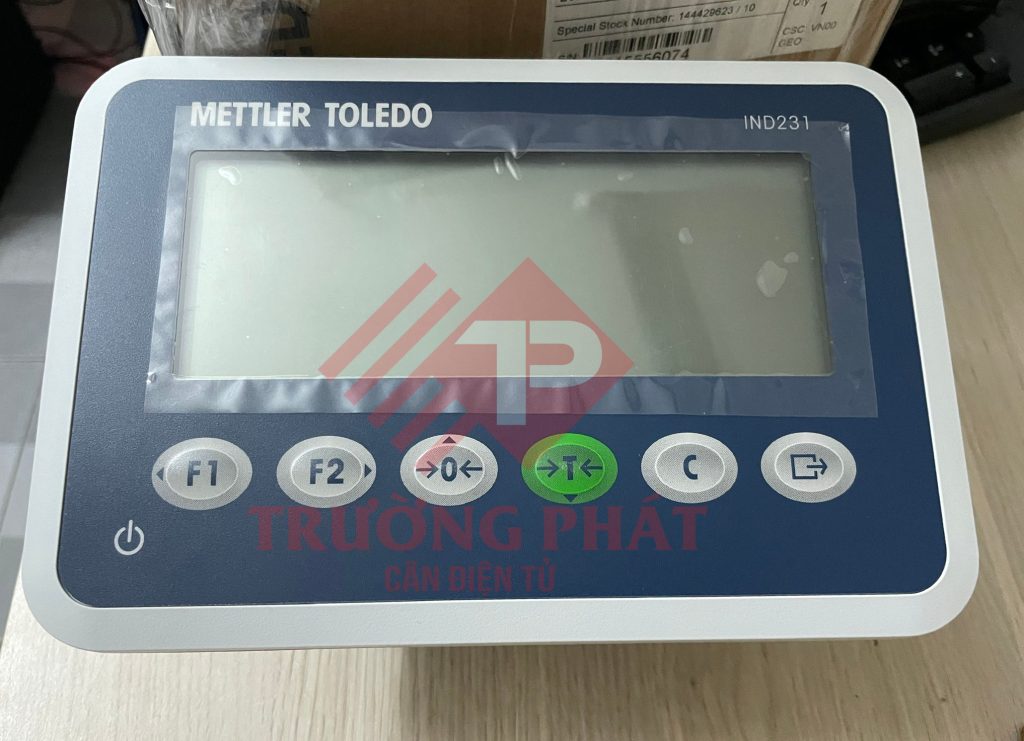 Special Stock Number: 144429623 / 10
Qty
1
CSC: VN00
GEO
METTLER TOLEDO
IND231
F1
F2
→0←
→T←
C
TP
TRƯỜNG PHÁT
CÂN ĐIỆN TỬ